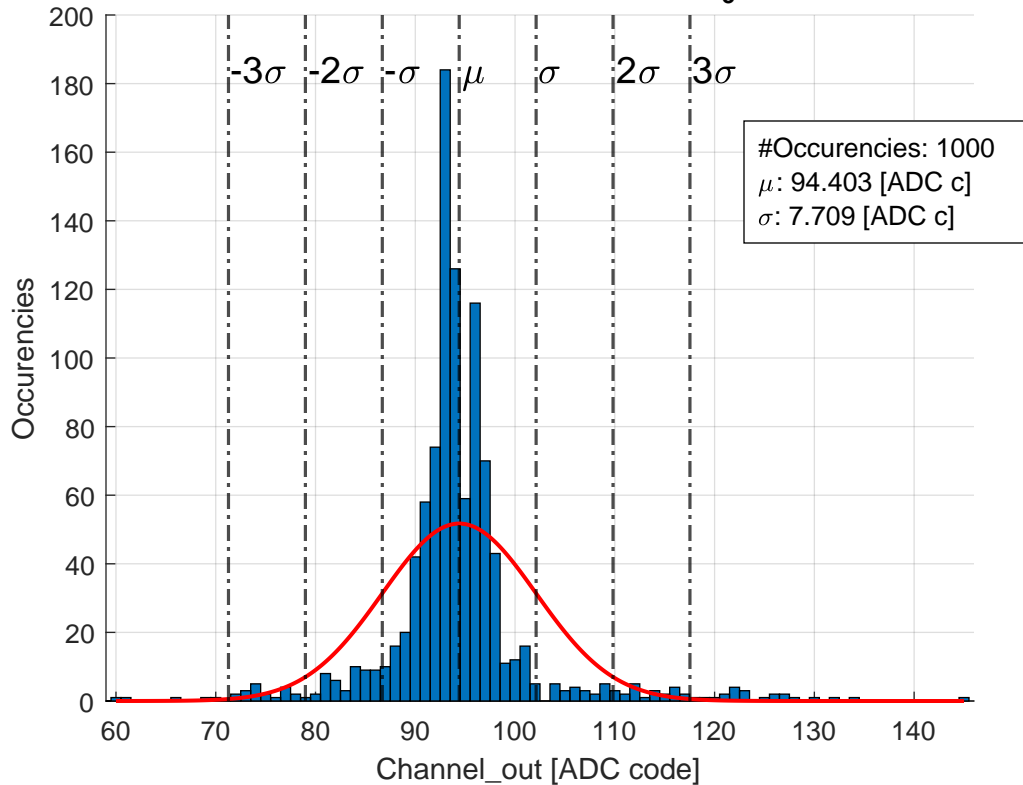 200
180
160
140
120
100
80
60
40
20
0
Occurencies
-3σ -2σ -σ μ σ 2σ 3σ
#Occurencies: 1000
μ: 94.403 [ADC c]
σ: 7.709 [ADC c]
60 70 80 90 100 110 120 130 140
Channel_out [ADC code]